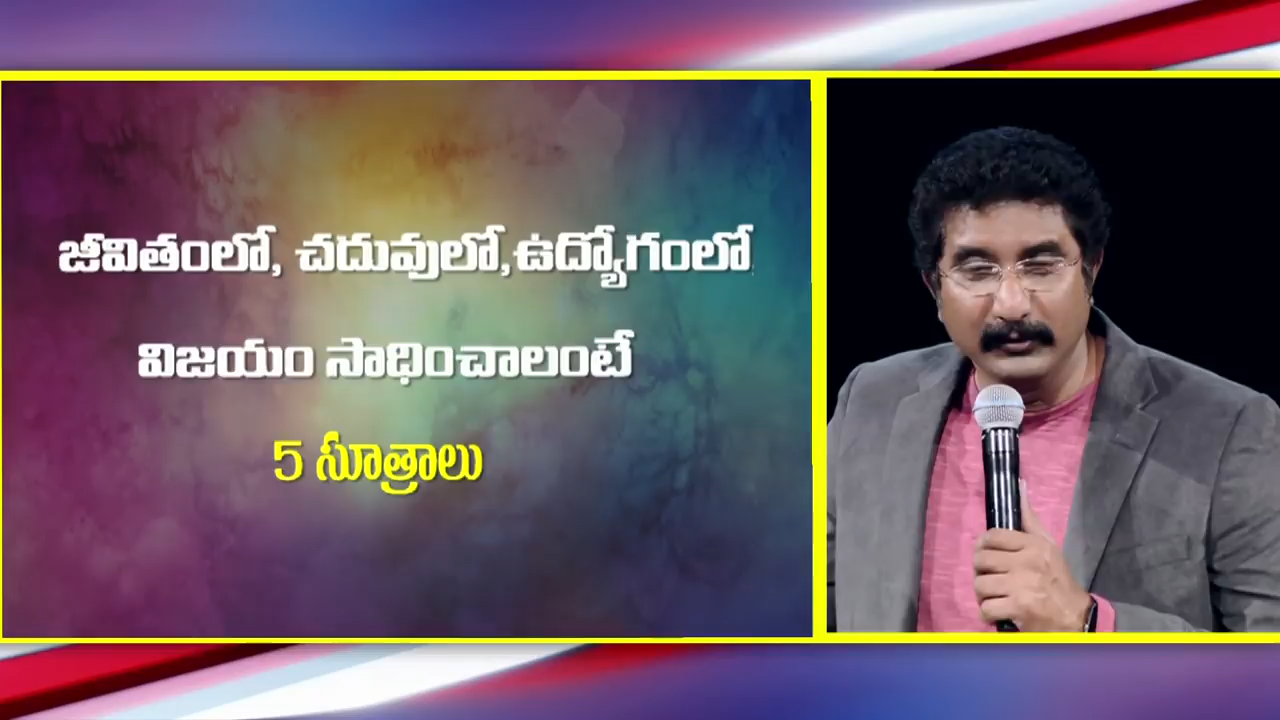 జీవితంలో, చదువులో,ఉద్యోగంలో
విజయం సాధించాలంటే
5 సూత్రాలు